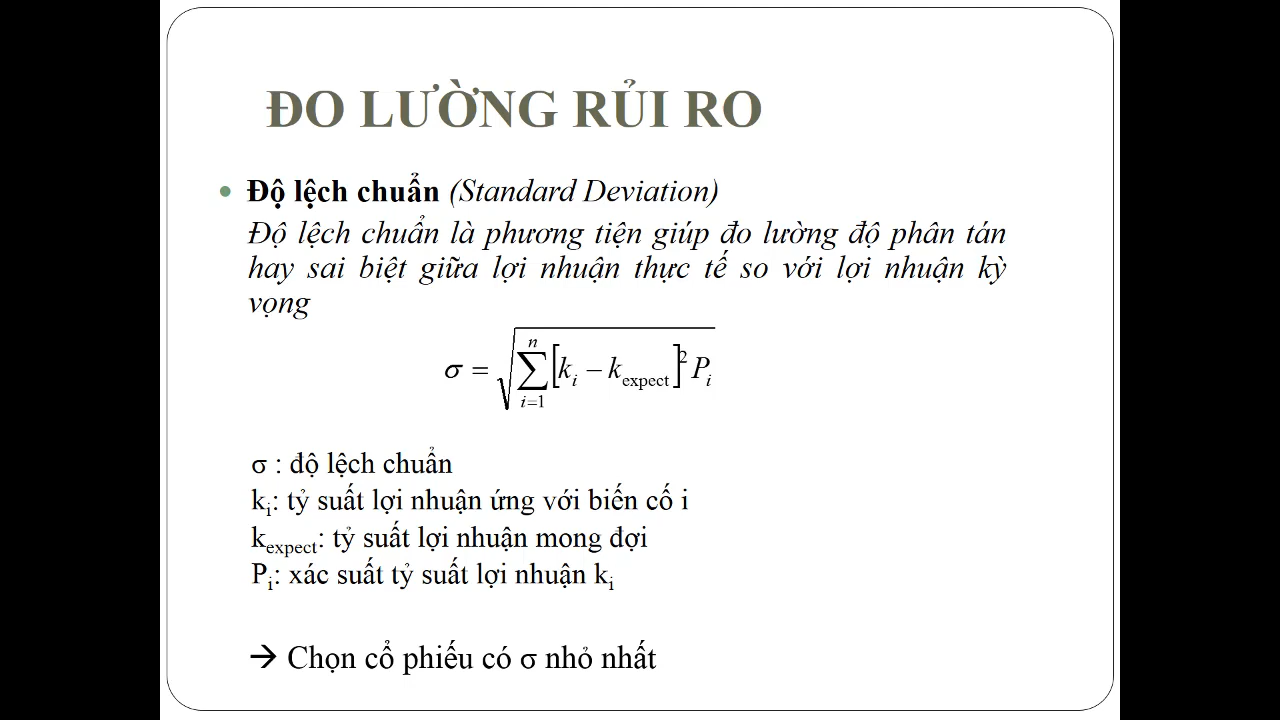 ĐO LƯỜNG RỦI RO
• Độ lệch chuẩn (Standard Deviation)
Độ lệch chuẩn là phương tiện giúp đo lường độ phân tán
hay sai biệt giữa lợi nhuận thực tế so với lợi nhuận kỳ
vọng
σ = √(∑_{i=1}^{n} [k_i − k_expect]² P_i)
σ : độ lệch chuẩn
k_i: tỷ suất lợi nhuận ứng với biến cố i
k_expect: tỷ suất lợi nhuận mong đợi
P_i: xác suất tỷ suất lợi nhuận k_i
→ Chọn cổ phiếu có σ nhỏ nhất